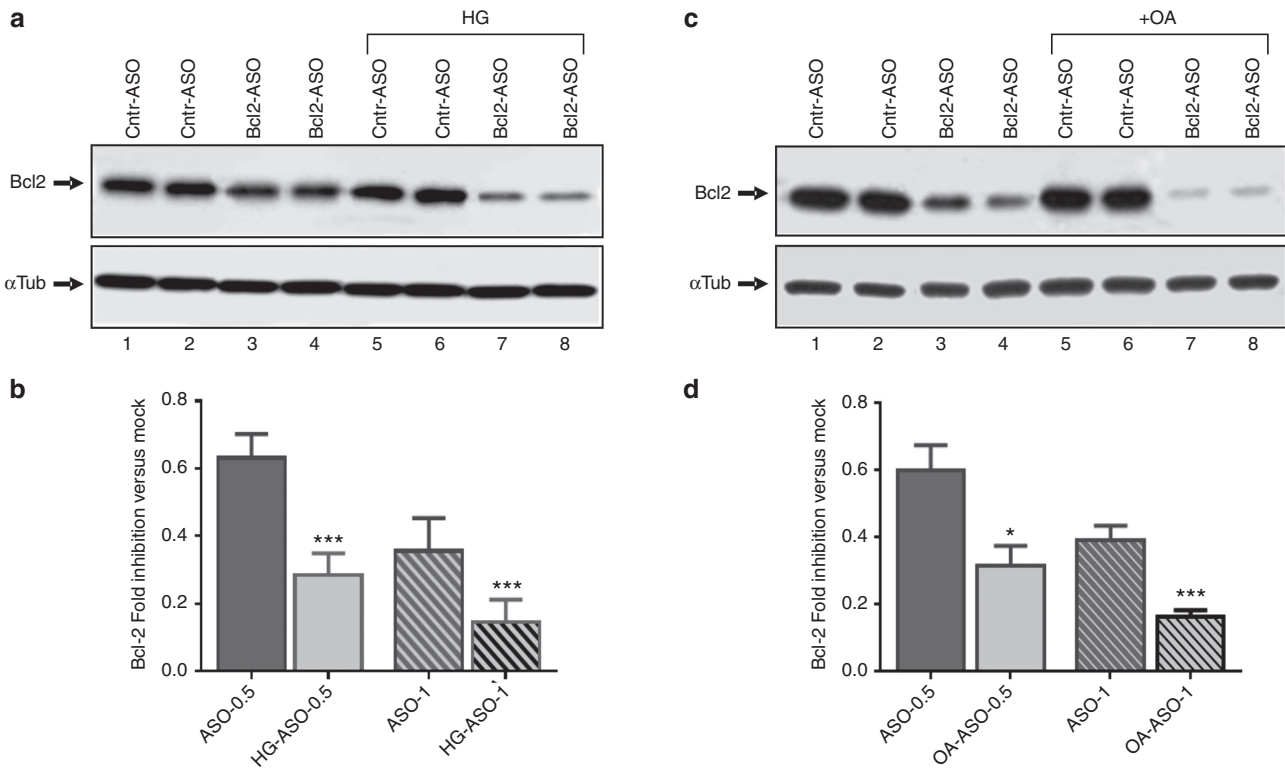 a
HG
Cntr-ASO
Cntr-ASO
Bcl2-ASO
Bcl2-ASO
Cntr-ASO
Cntr-ASO
Bcl2-ASO
Bcl2-ASO
Bcl2
αTub
1 2 3 4 5 6 7 8
b
Bcl-2 Fold inhibition versus mock
0.8
0.6
0.4
0.2
0.0
***
***
ASO-0.5
HG-ASO-0.5
ASO-1
HG-ASO-1
c
+OA
Cntr-ASO
Cntr-ASO
Bcl2-ASO
Bcl2-ASO
Cntr-ASO
Cntr-ASO
Bcl2-ASO
Bcl2-ASO
Bcl2
αTub
1 2 3 4 5 6 7 8
d
Bcl-2 Fold inhibition versus mock
0.8
0.6
0.4
0.2
0.0
*
***
ASO-0.5
OA-ASO-0.5
ASO-1
OA-ASO-1